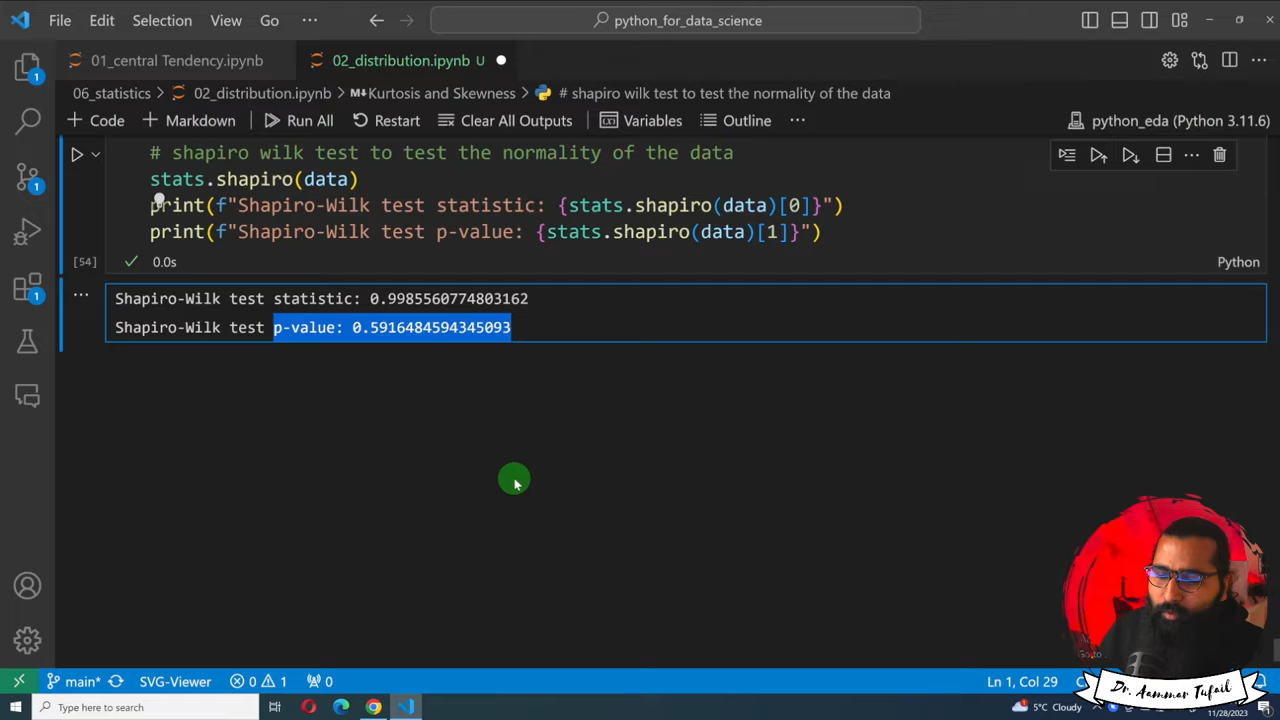 File Edit Selection View Go ··· python_for_data_science
01_central Tendency.ipynb 02_distribution.ipynb U
06_statistics > 02_distribution.ipynb > Kurtosis and Skewness > # shapiro wilk test to test the normality of the data
+ Code + Markdown Run All Restart Clear All Outputs Variables Outline ··· python_eda (Python 3.11.6)
# shapiro wilk test to test the normality of the data
stats.shapiro(data)
print(f"Shapiro-Wilk test statistic: {stats.shapiro(data)[0]}")
print(f"Shapiro-Wilk test p-value: {stats.shapiro(data)[1]}")
[54] 0.0s Python
Shapiro-Wilk test statistic: 0.9985560774803162
Shapiro-Wilk test p-value: 0.5916484594345093
1
1
1
main* SVG-Viewer 0 1 0 Ln 1, Col 29
Dr. Aammar Tufail
Type here to search 5°C Cloudy 11/28/2023